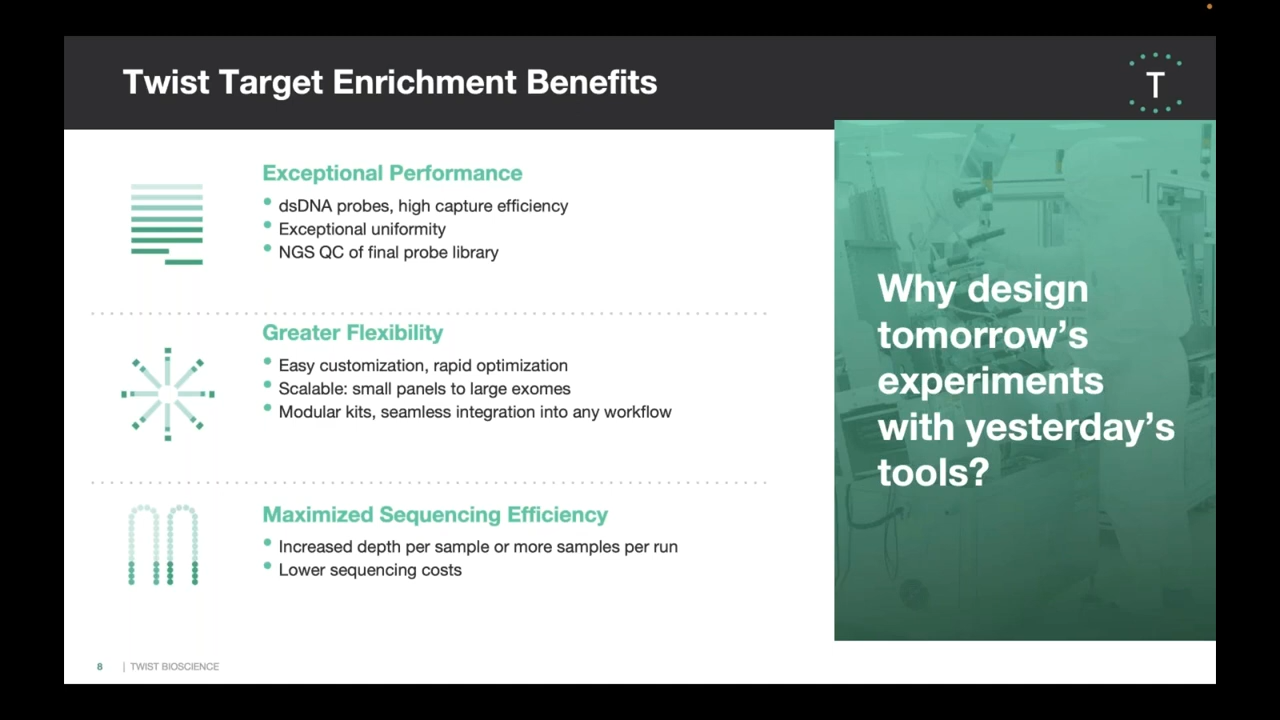 Twist Target Enrichment Benefits
T
Exceptional Performance
• dsDNA probes, high capture efficiency
• Exceptional uniformity
• NGS QC of final probe library
Greater Flexibility
• Easy customization, rapid optimization
• Scalable: small panels to large exomes
• Modular kits, seamless integration into any workflow
Maximized Sequencing Efficiency
• Increased depth per sample or more samples per run
• Lower sequencing costs
Why design
tomorrow’s
experiments
with yesterday’s
tools?
8 | TWIST BIOSCIENCE